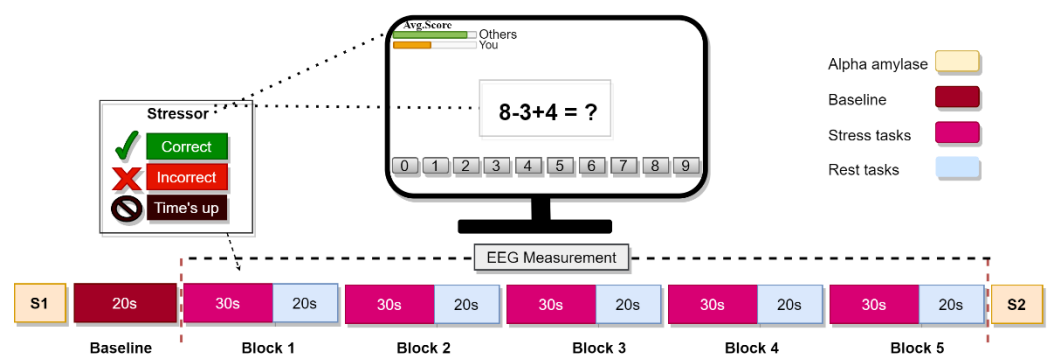 Avg.Score
Others
You
Stressor
Correct
Incorrect
Time's up
8-3+4 = ?
0 1 2 3 4 5 6 7 8 9
Alpha amylase
Baseline
Stress tasks
Rest tasks
EEG Measurement
S1 20s 30s 20s 30s 20s 30s 20s 30s 20s 30s 20s S2
Baseline Block 1 Block 2 Block 3 Block 4 Block 5